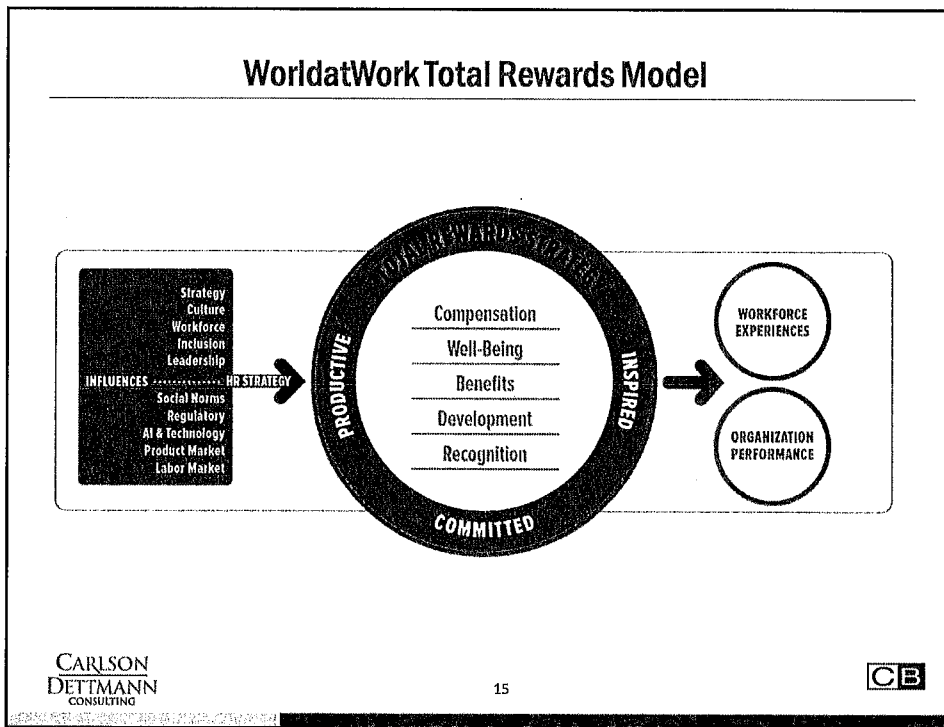 WorldatWork Total Rewards Model
Strategy
Culture
Workforce
Inclusion
Leadership
INFLUENCES ............. HR STRATEGY
Social Norms
Regulatory
AI & Technology
Product Market
Labor Market
TOTAL REWARDS STRATEGY
PRODUCTIVE
INSPIRED
COMMITTED
Compensation
Well-Being
Benefits
Development
Recognition
WORKFORCE
EXPERIENCES
ORGANIZATION
PERFORMANCE
CARLSON
DETTMANN
CONSULTING
15
CB